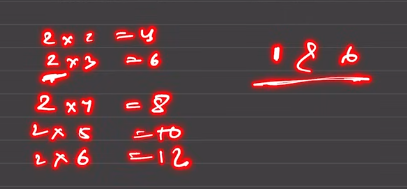 2 x 2 = 4
2 x 3 = 6
2 x 4 = 8
2 x 5 = 10
2 x 6 = 12
1 & 6